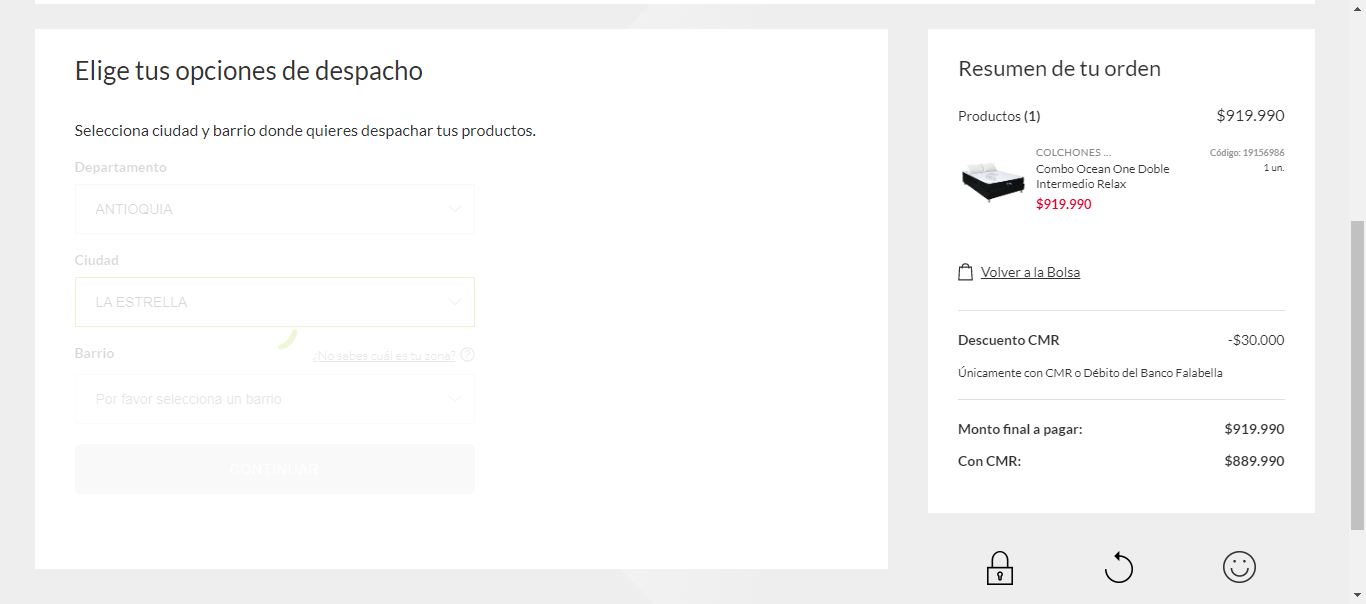 Elige tus opciones de despacho
Selecciona ciudad y barrio donde quieres despachar tus productos.
Departamento
ANTIOQUIA
Ciudad
LA ESTRELLA
Barrio
¿No sabes cuál es tu zona?
Por favor selecciona un barrio
CONTINUAR
Resumen de tu orden
Productos (1) $919.990
COLCHONES ... Código: 19156986
Combo Ocean One Doble 1 un.
Intermedio Relax
$919.990
Volver a la Bolsa
Descuento CMR -$30.000
Únicamente con CMR o Débito del Banco Falabella
Monto final a pagar: $919.990
Con CMR: $889.990